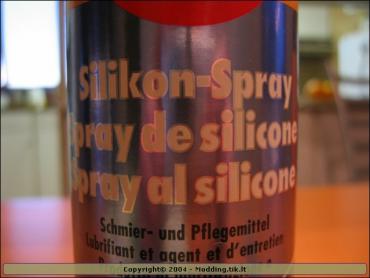 Silikon-Spray
Spray de silicone
Spray al silicone
Schmier- und Pflegemittel
Lubrifiant et agent et d'entretien
Copyright© 2004 - Modding.tik.lt